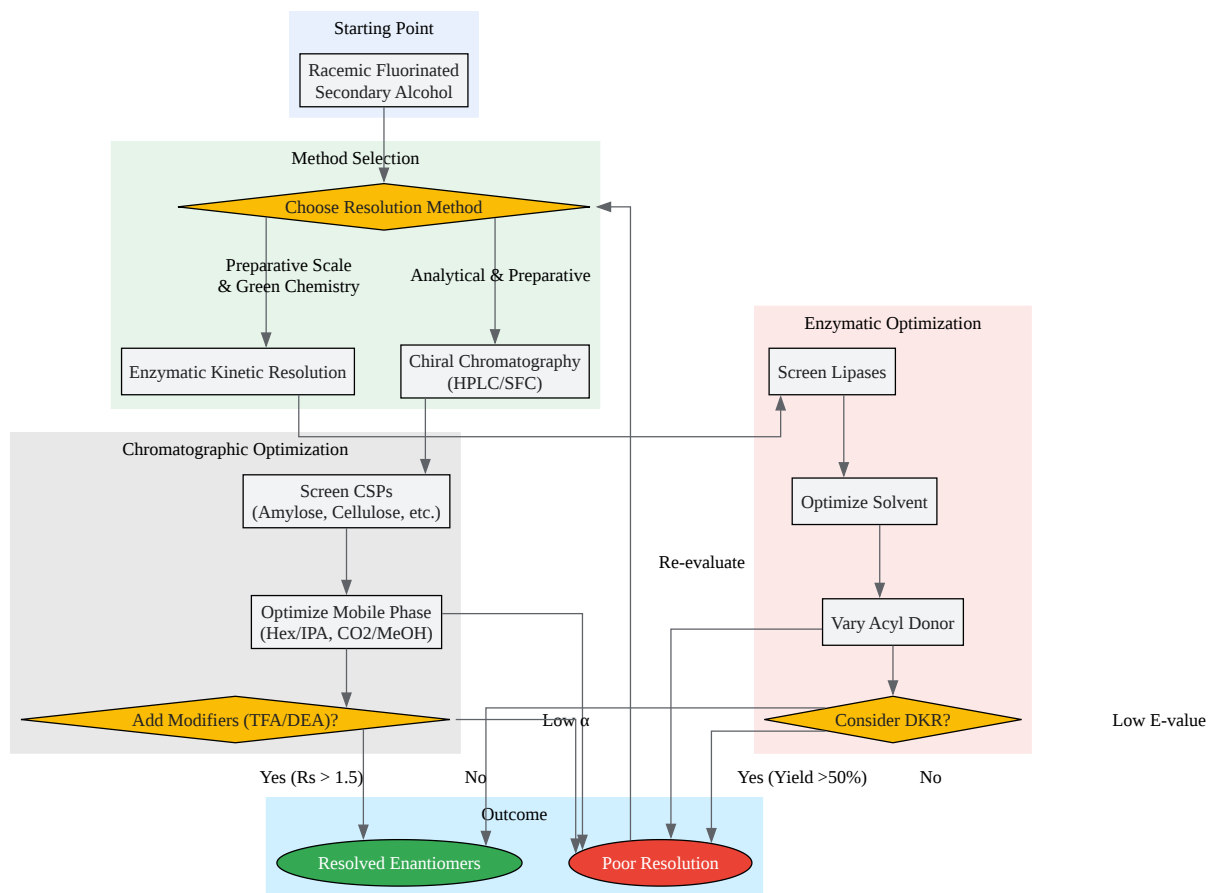 Starting Point
Racemic Fluorinated
Secondary Alcohol
Method Selection
Choose Resolution Method
Preparative Scale
& Green Chemistry
Analytical & Preparative
Enzymatic Kinetic Resolution
Chiral Chromatography
(HPLC/SFC)
Enzymatic Optimization
Screen Lipases
Chromatographic Optimization
Screen CSPs
(Amylose, Cellulose, etc.)
Optimize Solvent
Re-evaluate
Optimize Mobile Phase
(Hex/IPA, CO2/MeOH)
Vary Acyl Donor
Add Modifiers (TFA/DEA)?
Low α
Consider DKR?
Low E-value
Yes (Rs > 1.5)
No
Yes (Yield >50%)
No
Outcome
Resolved Enantiomers
Poor Resolution